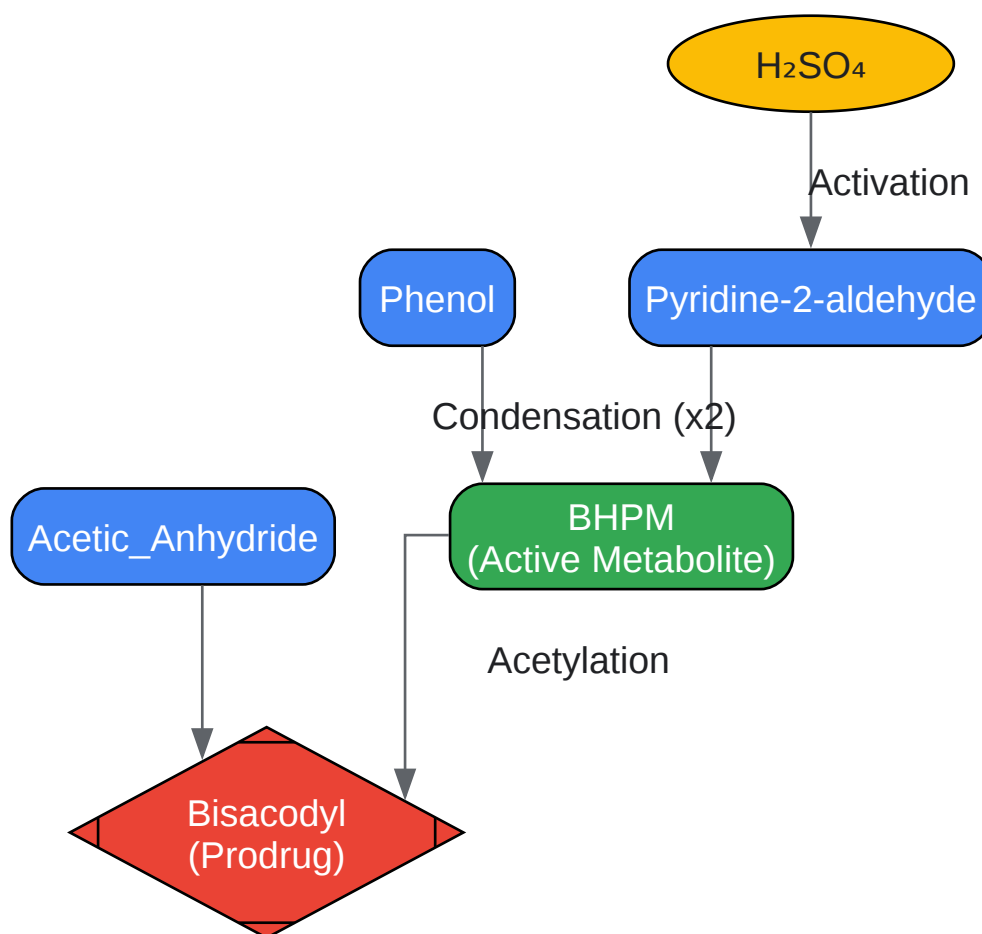 H₂SO₄
Activation
Phenol
Pyridine-2-aldehyde
Condensation (x2)
Acetic_Anhydride
BHPM
(Active Metabolite)
Acetylation
Bisacodyl
(Prodrug)